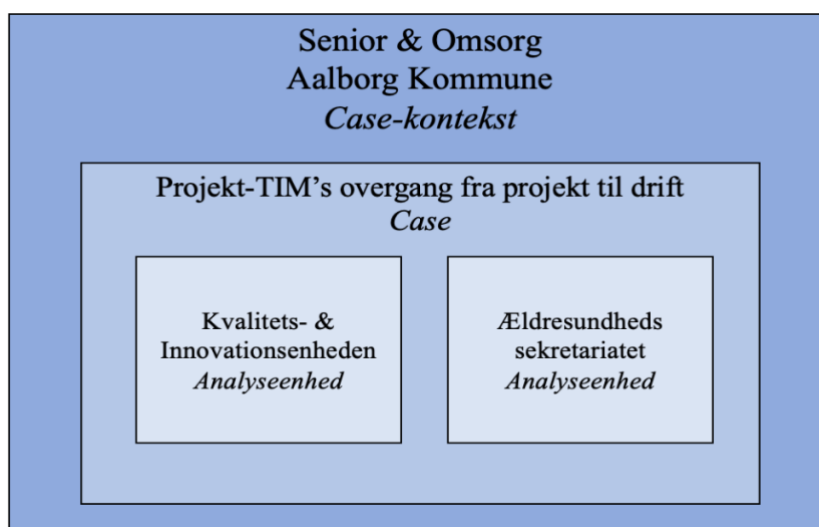 Senior & Omsorg
Aalborg Kommune
Case-kontekst
Projekt-TIM’s overgang fra projekt til drift
Case
Kvalitets- &
Innovationsenheden
Analyseenhed
Ældresundheds
sekretariatet
Analyseenhed